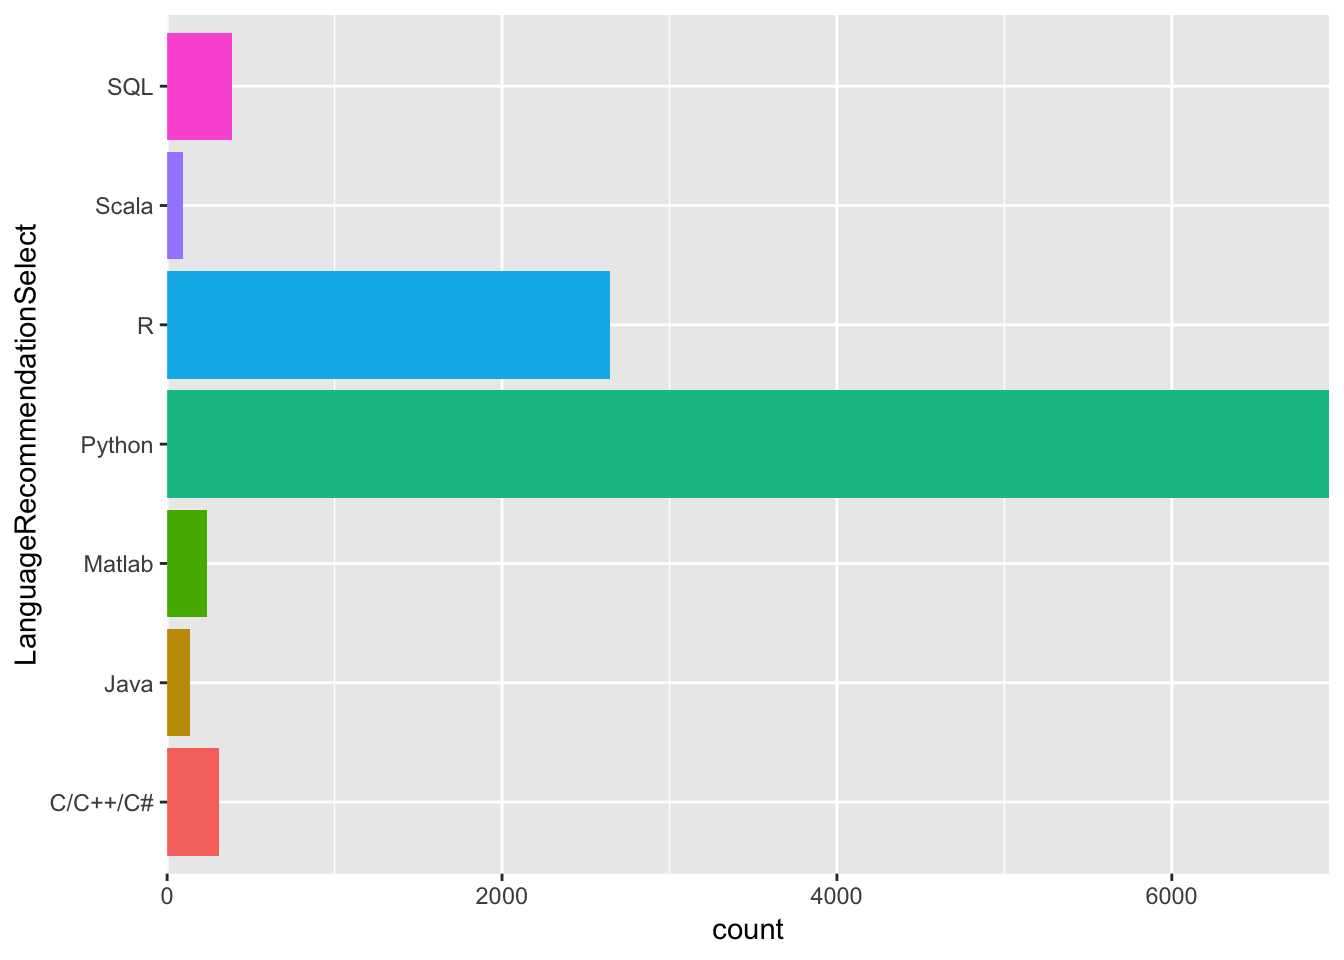 SQL
Scala
R
Python
Matlab
Java
C/C++/C#
LanguageRecommendationSelect
0 2000 4000 6000
count